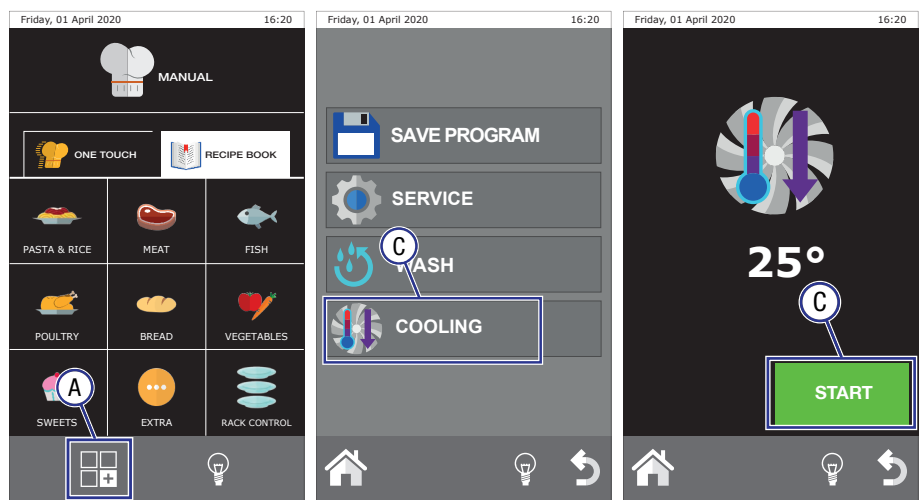 Friday, 01 April 2020 16:20
MANUAL
ONE TOUCH
RECIPE BOOK
PASTA & RICE
MEAT
FISH
POULTRY
BREAD
VEGETABLES
A
SWEETS
EXTRA
RACK CONTROL
Friday, 01 April 2020 16:20
SAVE PROGRAM
SERVICE
C
WASH
COOLING
Friday, 01 April 2020 16:20
25°
C
START